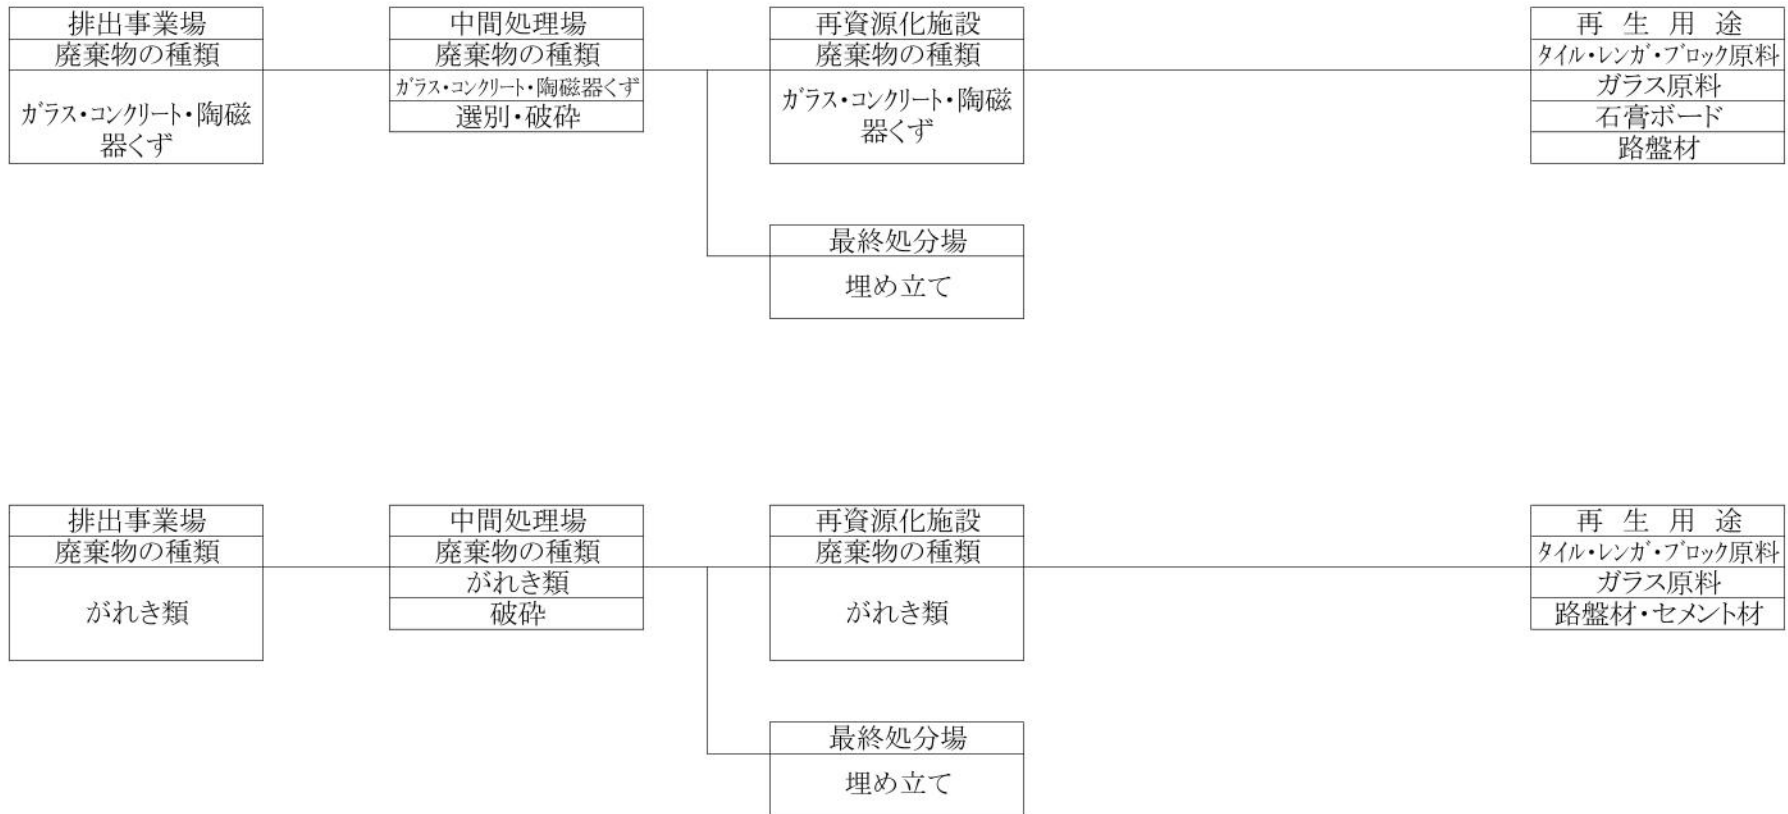 排出事業場
廃棄物の種類
ガラス・コンクリート・陶磁
器くず
中間処理場
廃棄物の種類
ガラス・コンクリート・陶磁器くず
選別・破砕
再資源化施設
廃棄物の種類
ガラス・コンクリート・陶磁
器くず
再 生 用 途
タイル・レンガ・ブロック原料
ガラス原料
石膏ボード
路盤材
最終処分場
埋め立て
排出事業場
廃棄物の種類
がれき類
中間処理場
廃棄物の種類
がれき類
破砕
再資源化施設
廃棄物の種類
がれき類
再 生 用 途
タイル・レンガ・ブロック原料
ガラス原料
路盤材・セメント材
最終処分場
埋め立て